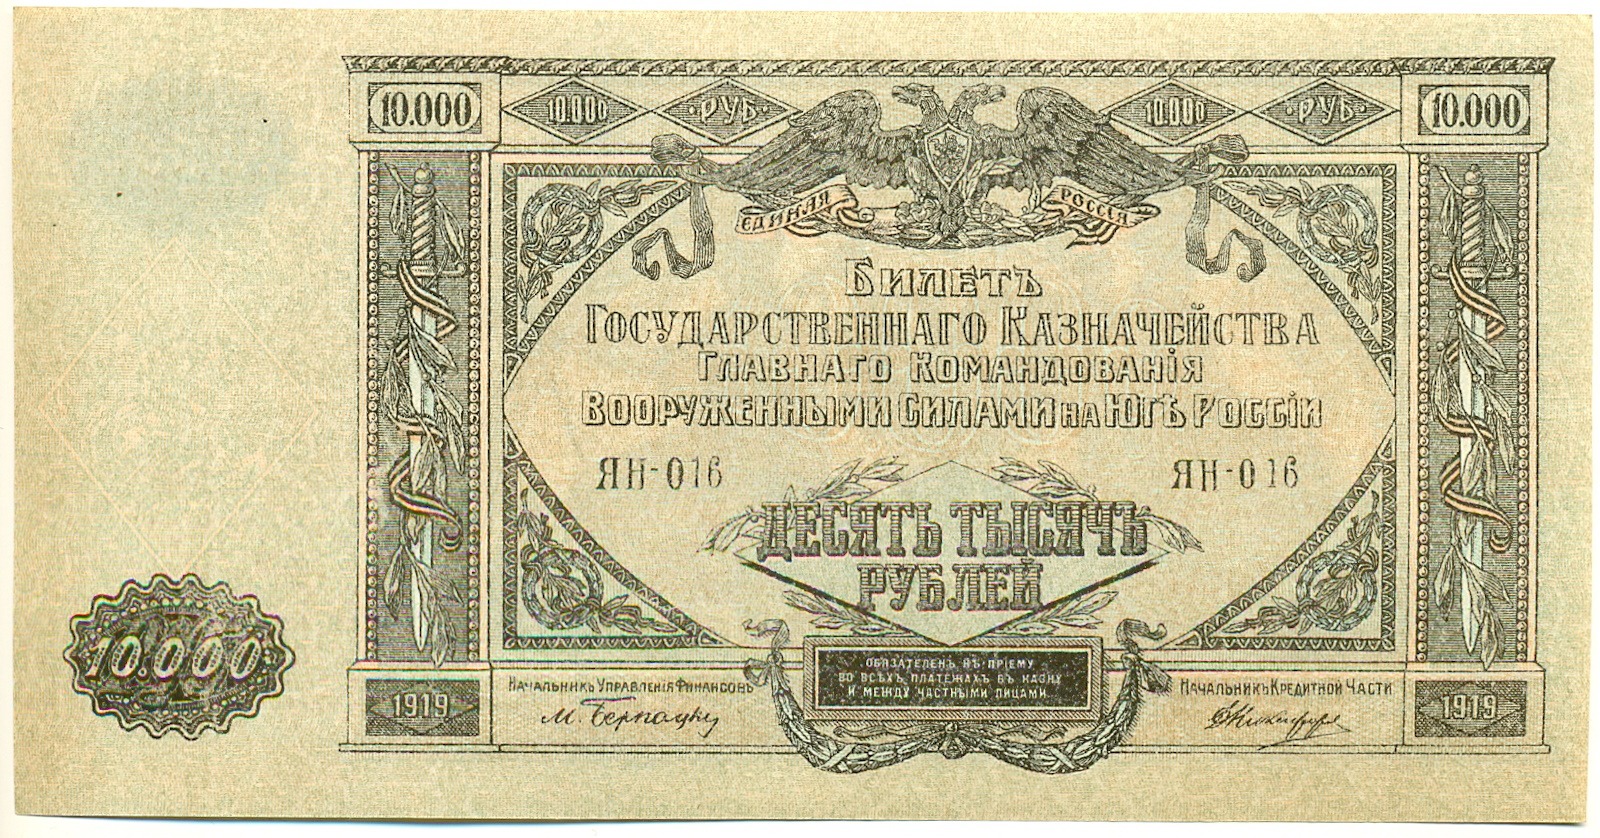 10.000 10.000 РУБ· ·РУБ· 10.000 10.000
ЕДИНАЯ РОССІЯ
БИЛЕТЪ
ГОСУДАРСТВЕННАГО КАЗНАЧЕЙСТВА
ГЛАВНАГО КОМАНДОВАНІЯ
ВООРУЖЕННЫМИ СИЛАМИ НА ЮГѢ РОССІИ
ЯН-016 ЯН-016
ДЕСЯТЬ ТЫСЯЧЪ
РУБЛЕЙ
10.000
ОБЯЗАТЕЛЕНЪ КЪ ПРІЕМУ
ВО ВСѢХЪ ПЛАТЕЖАХЪ ВЪ КАЗНУ
И МЕЖДУ ЧАСТНЫМИ ЛИЦАМИ
1919 НАЧАЛЬНИКЪ УПРАВЛЕНІЯ ФИНАНСОВЪ НАЧАЛЬНИКЪ КРЕДИТНОЙ ЧАСТИ 1919
М. Бернацкій